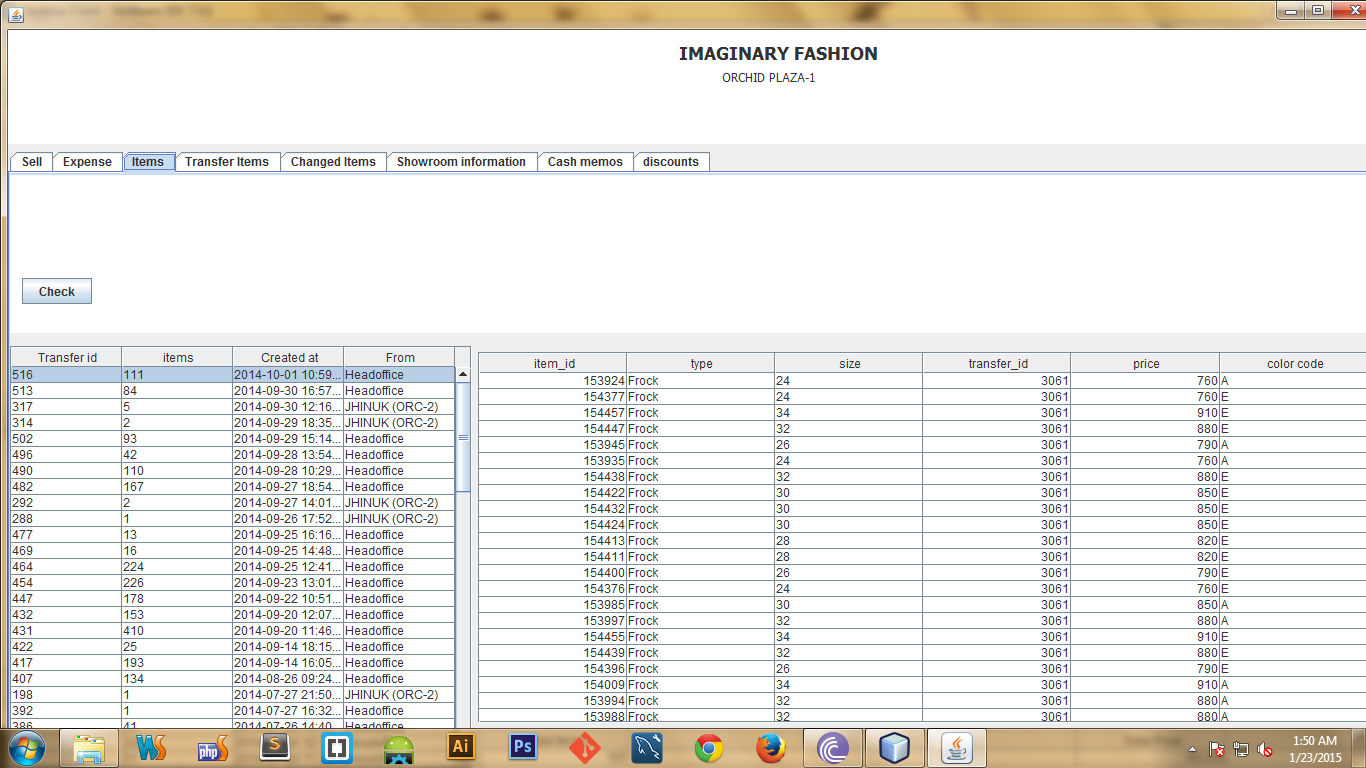 IMAGINARY FASHION
ORCHID PLAZA-1
Sell Expense Items Transfer Items Changed Items Showroom information Cash memos discounts
Check
Transfer id items Created at From
516 111 2014-10-01 10:59... Headoffice
513 84 2014-09-30 16:57... Headoffice
317 5 2014-09-30 12:16... JHINUK (ORC-2)
314 2 2014-09-29 18:35... JHINUK (ORC-2)
502 93 2014-09-29 15:14... Headoffice
496 42 2014-09-28 13:54... Headoffice
490 110 2014-09-28 10:29... Headoffice
482 167 2014-09-27 18:54... Headoffice
292 2 2014-09-27 14:01... JHINUK (ORC-2)
288 1 2014-09-26 17:52... JHINUK (ORC-2)
477 13 2014-09-25 16:16... Headoffice
469 16 2014-09-25 14:48... Headoffice
464 224 2014-09-25 12:41... Headoffice
454 226 2014-09-23 13:01... Headoffice
447 178 2014-09-22 10:51... Headoffice
432 153 2014-09-20 12:07... Headoffice
431 410 2014-09-20 11:46... Headoffice
422 25 2014-09-14 18:15... Headoffice
417 193 2014-09-14 16:05... Headoffice
407 134 2014-08-26 09:24... Headoffice
198 1 2014-07-27 21:50... JHINUK (ORC-2)
392 1 2014-07-27 16:32... Headoffice
386 41 2014-07-26 14:40... Headoffice
item_id type size transfer_id price color code
153924 Frock 24 3061 760 A
154377 Frock 24 3061 760 E
154457 Frock 34 3061 910 E
154447 Frock 32 3061 880 E
153945 Frock 26 3061 790 A
153935 Frock 24 3061 760 A
154438 Frock 32 3061 880 E
154422 Frock 30 3061 850 E
154432 Frock 30 3061 850 E
154424 Frock 30 3061 850 E
154413 Frock 28 3061 820 E
154411 Frock 28 3061 820 E
154400 Frock 26 3061 790 E
154376 Frock 24 3061 760 E
153985 Frock 30 3061 850 A
153997 Frock 32 3061 880 A
154455 Frock 34 3061 910 E
154439 Frock 32 3061 880 E
154396 Frock 26 3061 790 E
154009 Frock 34 3061 910 A
153994 Frock 32 3061 880 A
153988 Frock 32 3061 880 A
WS
php S
S
Ai
Ps
1:50 AM
1/23/2015